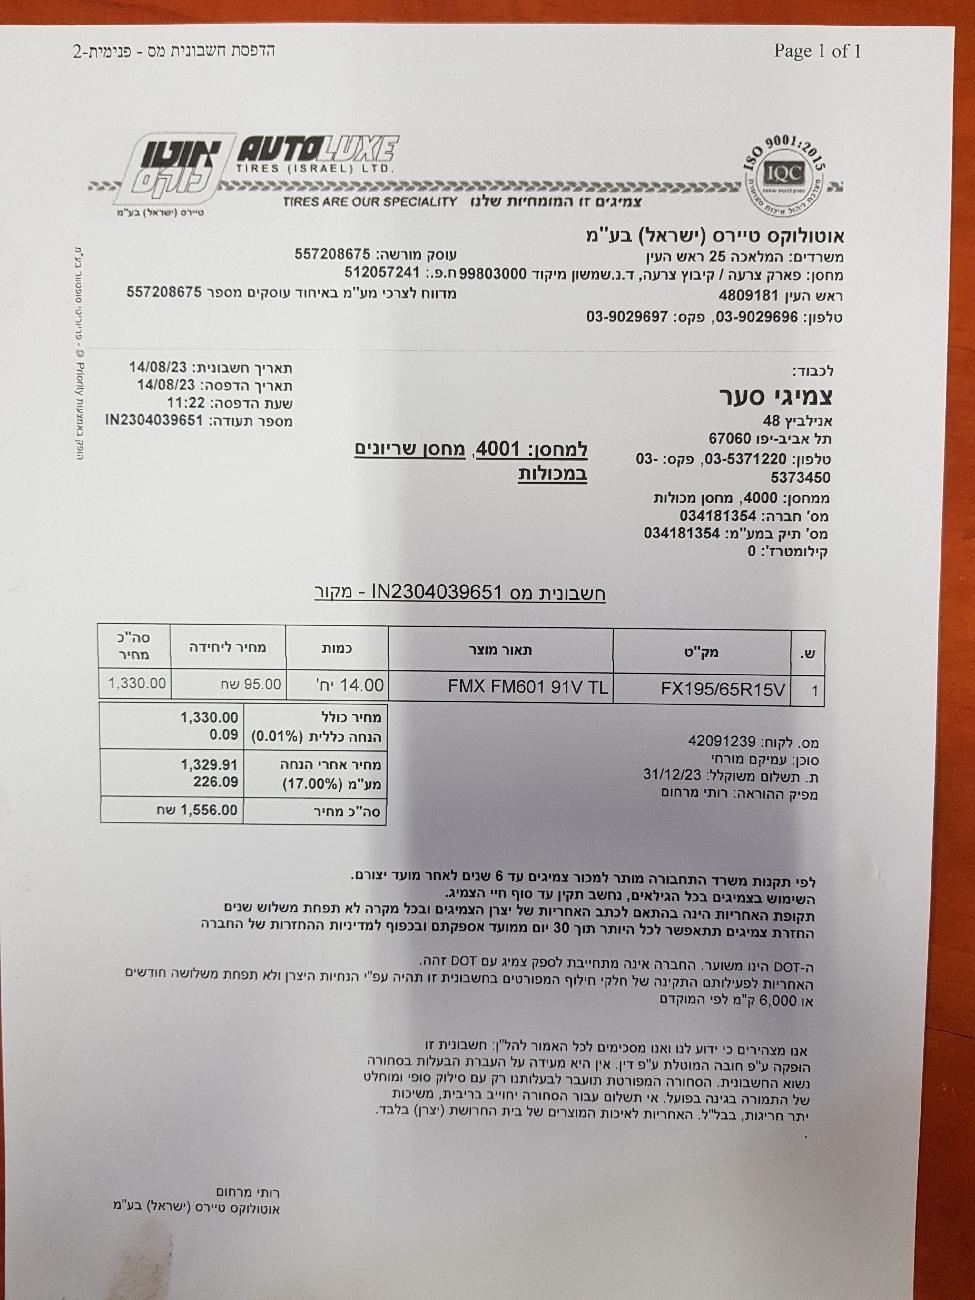 הדפסת חשבונית מס - פנימית-2
Page 1 of 1
אוטו לוקס
AUTOLUXE
TIRES (ISRAEL) LTD.
ISO 9001:2015
IQC
טיירס (ישראל) בע"מ
TIRES ARE OUR SPECIALITY צמיגים זו המומחיות שלנו
אוטולוקס טיירס (ישראל) בע"מ
משרדים: המלאכה 25 ראש העין
עוסק מורשה: 557208675
מחסן: פארק צרעה / קיבוץ צרעה, ד.נ.שמשון מיקוד 99803000
ח.פ.: 512057241
ראש העין 4809181
מדווח לצרכי מע"מ באיחוד עוסקים מספר 557208675
טלפון: 03-9029696, פקס: 03-9029697
הופק באמצעות Priority © - פריוריטי סופטוור בע"מ
תאריך חשבונית: 14/08/23
תאריך הדפסה: 14/08/23
שעת הדפסה: 11:22
מספר תעודה: IN2304039651
לכבוד:
צמיגי סער
אנילביץ 48
תל אביב-יפו 67060
טלפון: 03-5371220, פקס: 03-
5373450
ממחסן: 4000, מחסן מכולות
מס' חברה: 034181354
מס' תיק במע"מ: 034181354
קילומטרז': 0
למחסן: 4001, מחסן שריונים
במכולות
חשבונית מס IN2304039651 - מקור
ש. מק"ט תאור מוצר כמות מחיר ליחידה סה"כ מחיר
1 FX195/65R15V FMX FM601 91V TL 14.00 יח' 95.00 שח 1,330.00
מחיר כולל 1,330.00
הנחה כללית (0.01%) 0.09
מחיר אחרי הנחה 1,329.91
מע"מ (17.00%) 226.09
סה"כ מחיר 1,556.00 שח
מס. לקוח: 42091239
סוכן: עמיקם מורחי
ת. תשלום משוקלל: 31/12/23
מפיק ההוראה: רותי מרחום
לפי תקנות משרד התחבורה מותר למכור צמיגים עד 6 שנים לאחר מועד יצורם.
השימוש בצמיגים בכל הגילאים, נחשב תקין עד סוף חיי הצמיג.
תקופת האחריות הינה בהתאם לכתב האחריות של יצרן הצמיגים ובכל מקרה לא תפחת משלוש שנים
החזרת צמיגים תתאפשר לכל היותר תוך 30 יום ממועד אספקתם ובכפוף למדיניות ההחזרות של החברה
ה-DOT הינו משוער. החברה אינה מתחייבת לספק צמיג עם DOT זהה.
האחריות לפעילותם התקינה של חלקי חילוף המפורטים בחשבונית זו תהיה עפ"י הנחיות היצרן ולא תפחת משלושה חודשים
או 6,000 ק"מ לפי המוקדם
אנו מצהירים כי ידוע לנו ואנו מסכימים לכל האמור להל"ן: חשבונית זו
הופקה ע"פ חובה המוטלת ע"פ דין. אין היא מעידה על העברת הבעלות בסחורה
נשוא החשבונית. הסחורה המפורטת תועבר לבעלותנו רק עם סילוק סופי ומוחלט
של התמורה בגינה בפועל. אי תשלום עבור הסחורה יחוייב בריבית, משיכות
יתר חריגות, בבל"ל. האחריות לאיכות המוצרים של בית החרושת (יצרן) בלבד.
.
רותי מרחום
אוטולוקס טיירס (ישראל) בע"מ